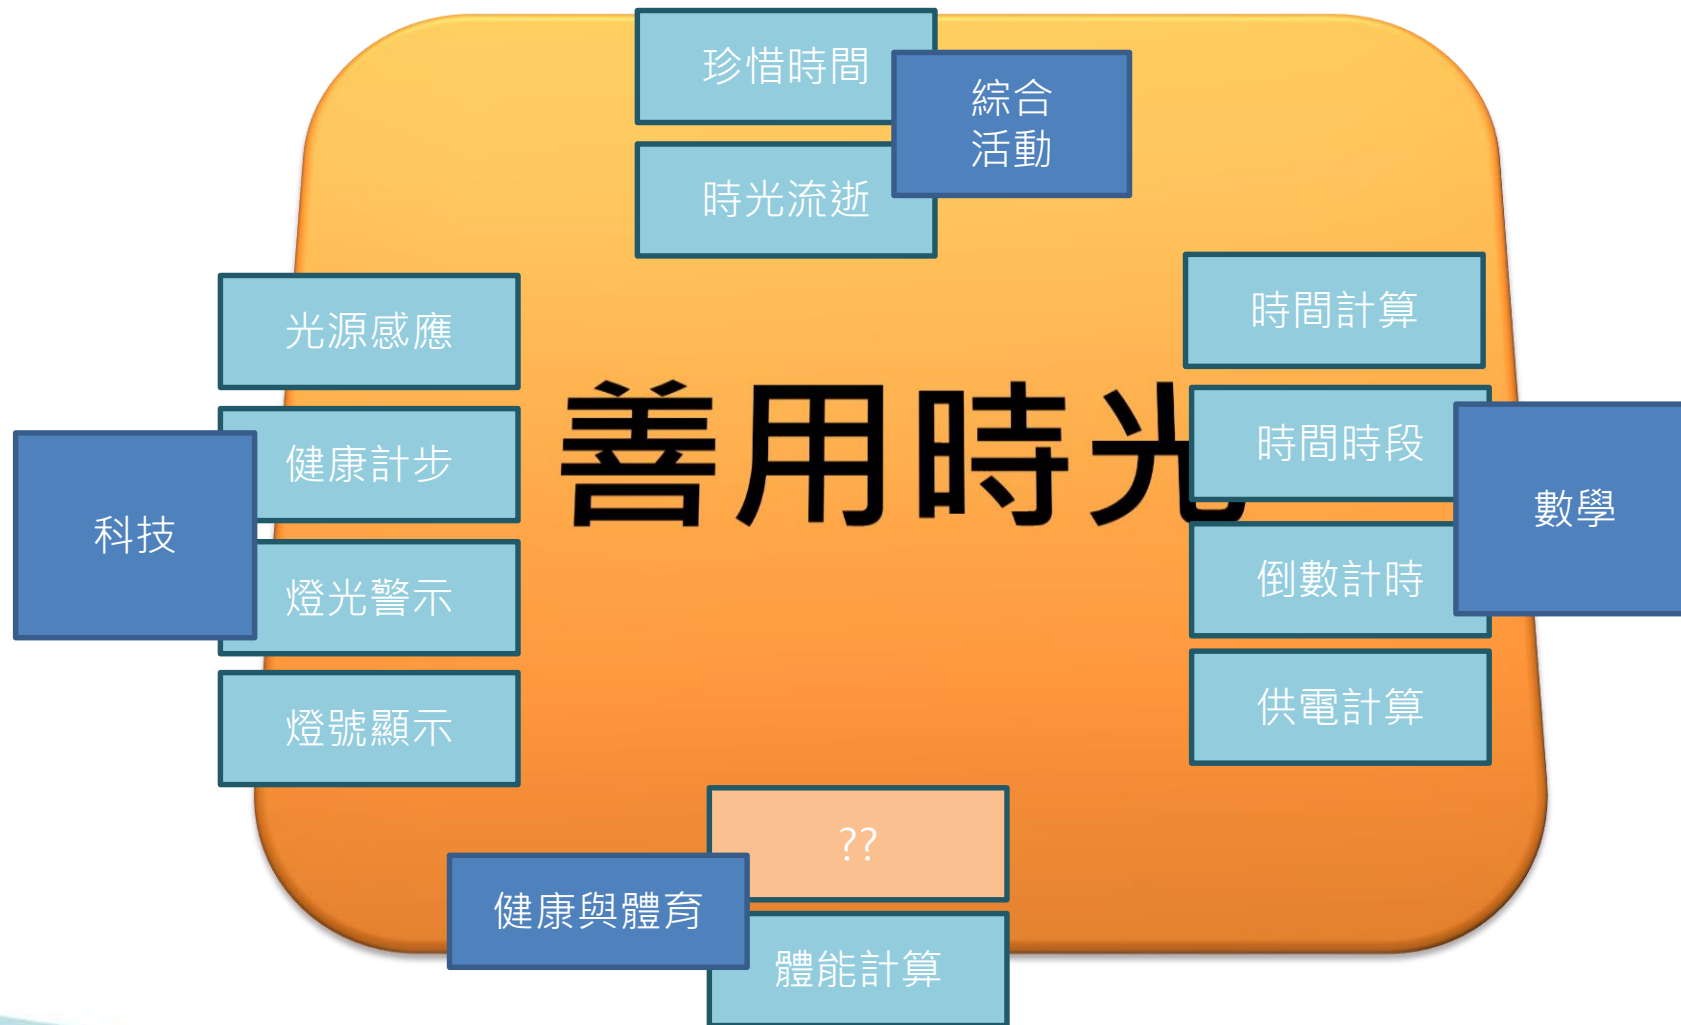 珍惜時間
綜合
活動
時光流逝
光源感應
健康計步
科技
燈光警示
燈號顯示
善用時光
時間計算
時間時段
數學
倒數計時
供電計算
??
健康與體育
體能計算